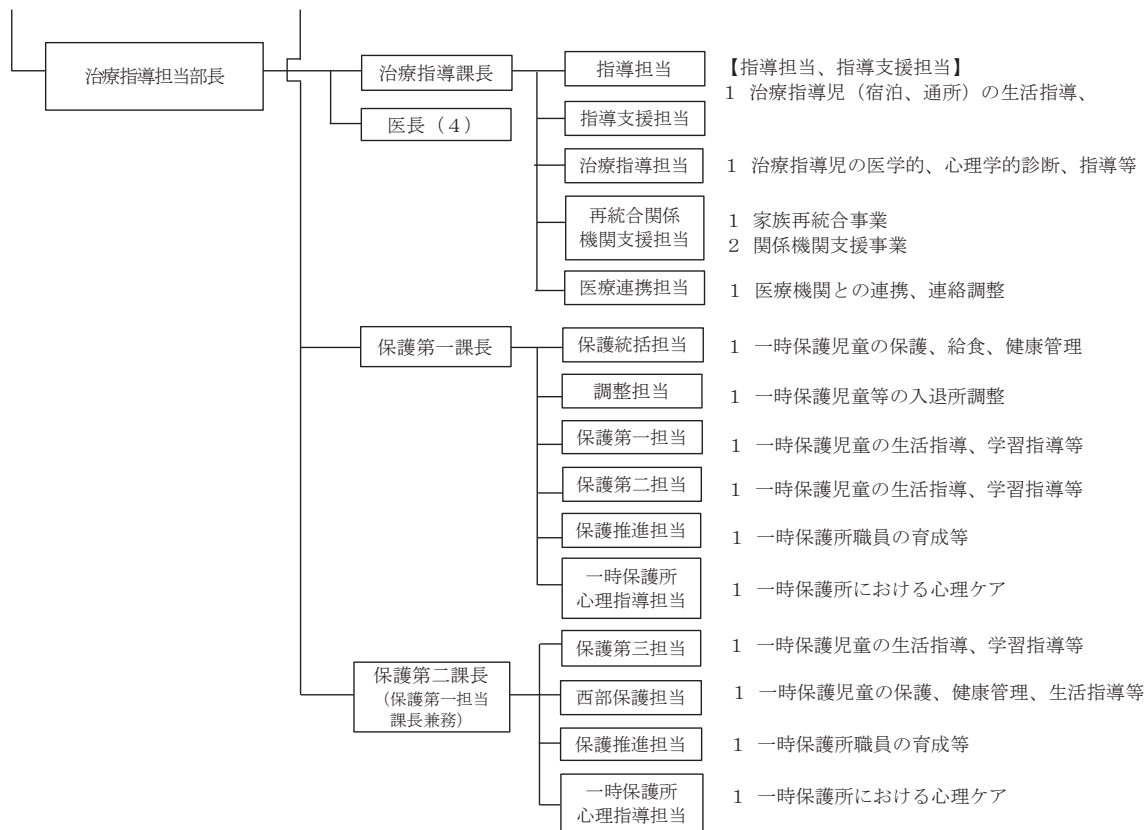 治療指導担当部長
治療指導課長
医長（４）
指導担当
【指導担当、指導支援担当】
１ 治療指導児（宿泊、通所）の生活指導、
指導支援担当
治療指導担当
１ 治療指導児の医学的、心理学的診断、指導等
再統合関係
機関支援担当
１ 家族再統合事業
２ 関係機関支援事業
医療連携担当
１ 医療機関との連携、連絡調整
保護第一課長
保護統括担当
１ 一時保護児童の保護、給食、健康管理
調整担当
１ 一時保護児童等の入退所調整
保護第一担当
１ 一時保護児童の生活指導、学習指導等
保護第二担当
１ 一時保護児童の生活指導、学習指導等
保護推進担当
１ 一時保護所職員の育成等
一時保護所
心理指導担当
１ 一時保護所における心理ケア
保護第二課長
（保護第一担当
課長兼務）
保護第三担当
１ 一時保護児童の生活指導、学習指導等
西部保護担当
１ 一時保護児童の保護、健康管理、生活指導等
保護推進担当
１ 一時保護所職員の育成等
一時保護所
心理指導担当
１ 一時保護所における心理ケア